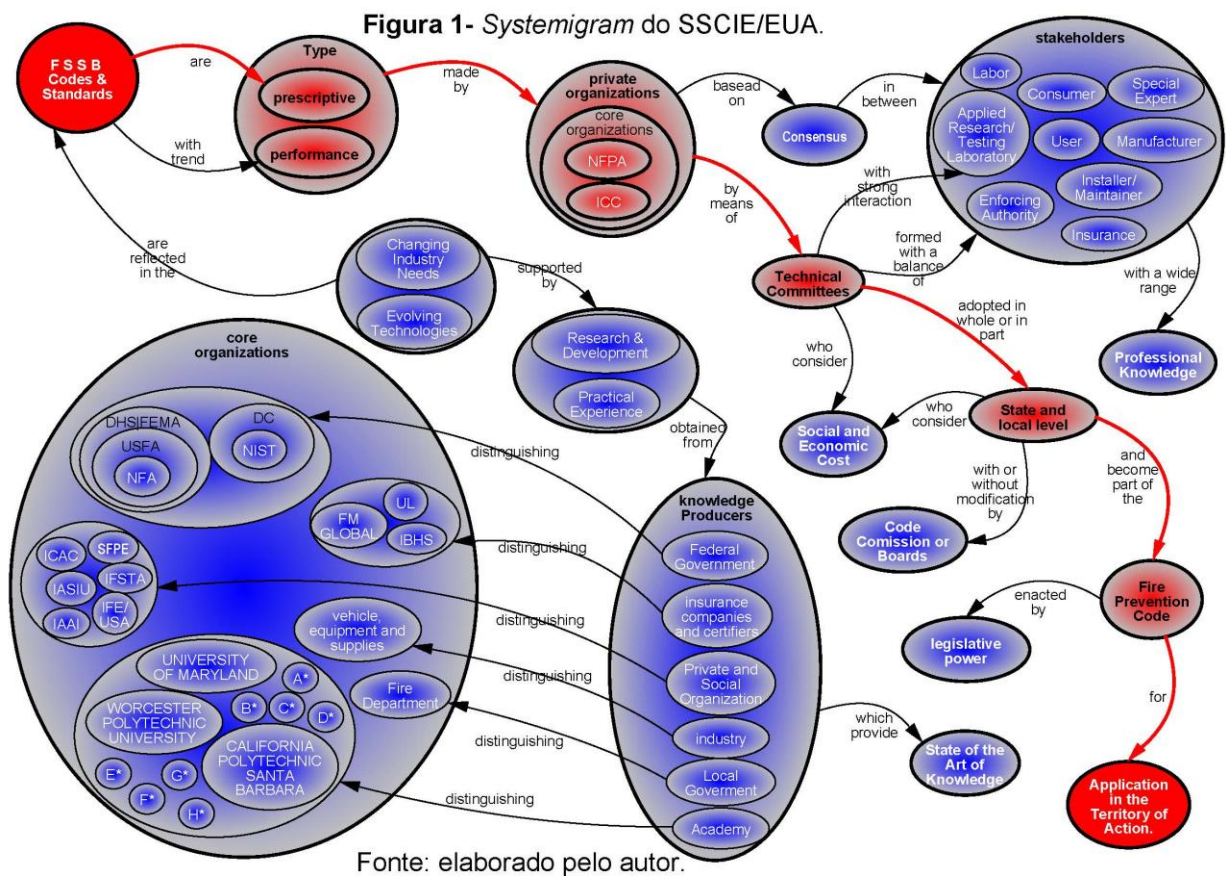 Figura 1- Systemigram do SSCIE/EUA.
F S S B
Codes &
Standards
are
with
trend
Type
prescriptive
performance
made
by
private
organizations
core
organizations
NFPA
ICC
basead
on
Consensus
in
between
stakeholders
Labor
Consumer
Special
Expert
Applied
Research/
Testing
Laboratory
User
Manufacturer
Installer/
Maintainer
Enforcing
Authority
Insurance
by
means
of
with
strong
interaction
formed
with a
balance
of
Technical
Committees
with a wide
range
Professional
Knowledge
are
reflected
in the
Changing
Industry
Needs
Evolving
Technologies
supported
by
Research &
Development
Practical
Experience
obtained
from
who
consider
Social and
Economic
Cost
adopted in
whole or in
part
State and
local level
who
consider
with or
without
modification
by
Code
Comission or
Boards
and
become
part of
the
Fire
Prevention
Code
enacted
by
legislative
power
for
Application
in the
Territory of
Action.
core
organizations
DHS/FEMA
USFA
NFA
DC
NIST
distinguishing
FM
GLOBAL
UL
IBHS
distinguishing
ICAC
SFPE
IASIU
IFSTA
IAAI
IFE/
USA
distinguishing
vehicle,
equipment and
supplies
distinguishing
Fire
Department
distinguishing
UNIVERSITY
OF MARYLAND
WORCESTER
POLYTECHNIC
UNIVERSITY
CALIFORNIA
POLYTECHNIC
SANTA
BARBARA
A*
B*
C*
D*
E*
F*
G*
H*
distinguishing
knowledge
Producers
Federal
Government
insurance
companies
and certifiers
Private and
Social
Organization
industry
Local
Goverment
Academy
which
provide
State of the
Art of
Knowledge
Fonte: elaborado pelo autor.